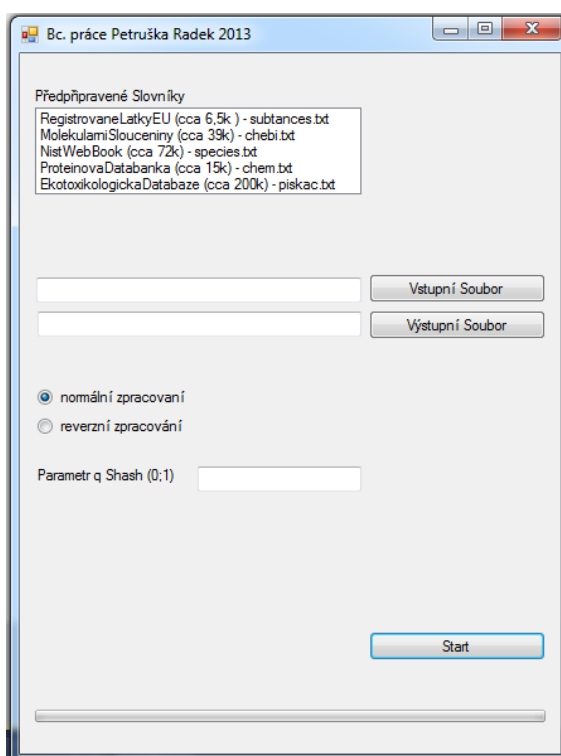 Bc. práce Petruška Radek 2013
Předpřipravené Slovníky
RegistrovaneLatkyEU (cca 6,5k ) - subtances.txt
MolekularniSlouceniny (cca 39k) - chebi.txt
NistWebBook (cca 72k) - species.txt
ProteinovaDatabanka (cca 15k) - chem.txt
EkotoxikologickaDatabaze (cca 200k) - piskac.txt
Vstupní Soubor
Výstupní Soubor
normální zpracovaní
reverzní zpracování
Parametr q Shash (0;1)
Start